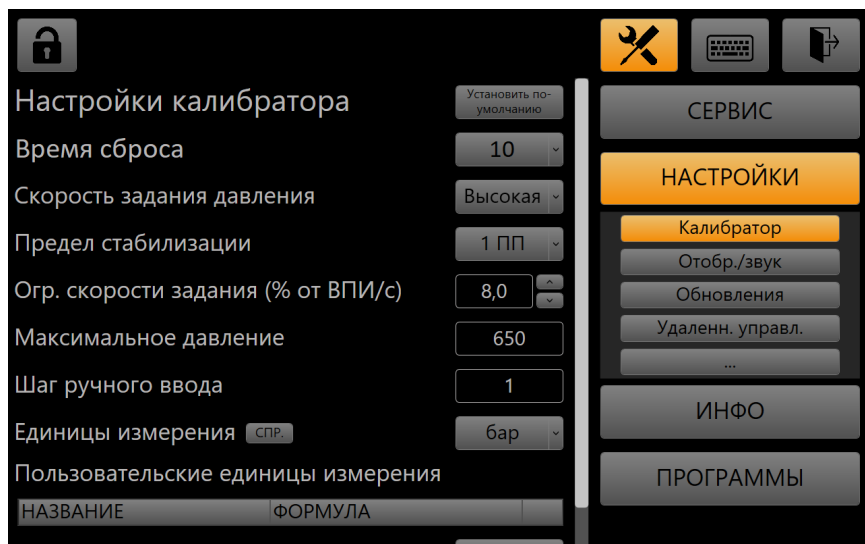 Настройки калибратора
Установить по-
умолчанию
Время сброса
10
Скорость задания давления
Высокая
Предел стабилизации
1 ПП
Огр. скорости задания (% от ВПИ/с)
8,0
Максимальное давление
650
Шаг ручного ввода
1
Единицы измерения СПР.
бар
Пользовательские единицы измерения
НАЗВАНИЕ ФОРМУЛА
СЕРВИС
НАСТРОЙКИ
Калибратор
Отобр./звук
Обновления
Удаленн. управл.
...
ИНФО
ПРОГРАММЫ